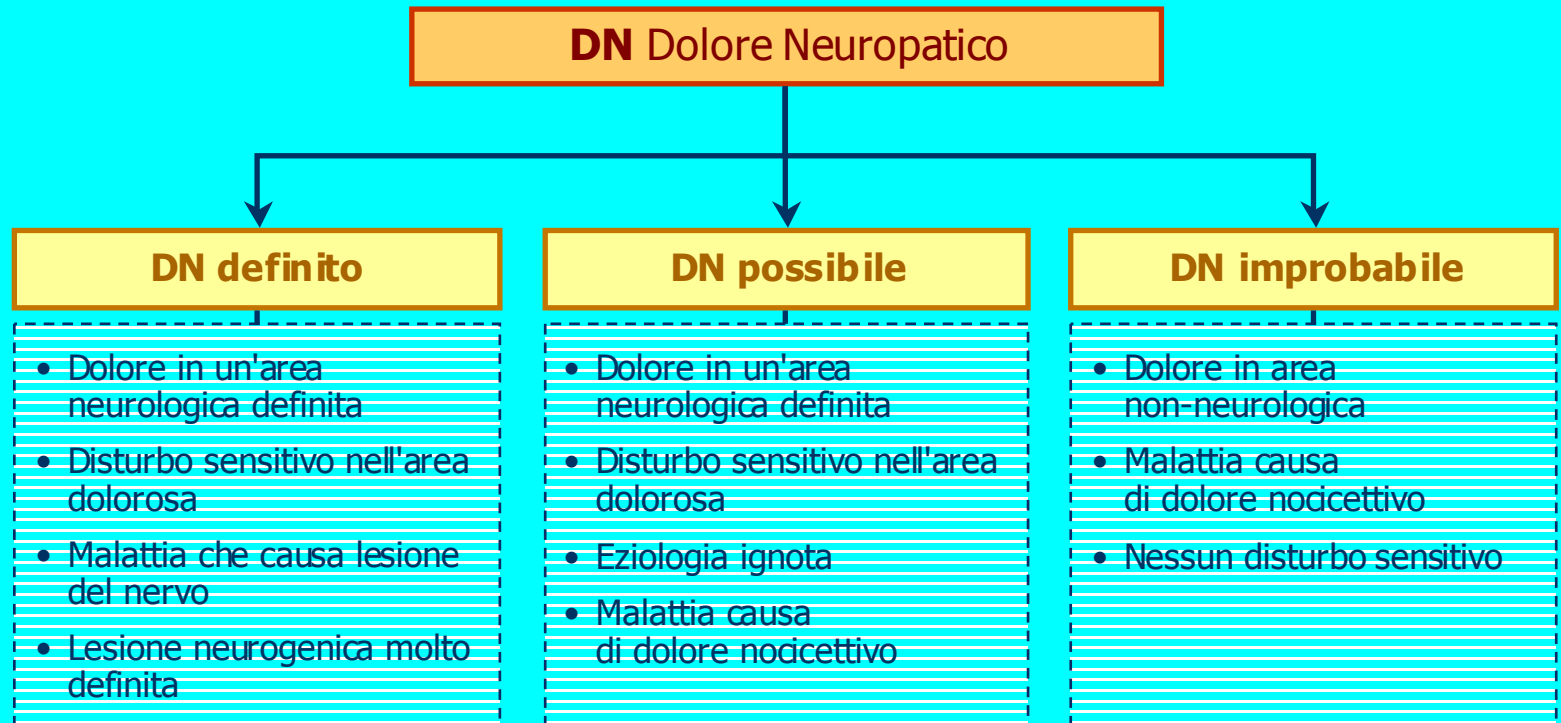 DN Dolore Neuropatico
DN definito
DN possibile
DN improbabile
• Dolore in un'area
neurologica definita
• Disturbo sensitivo nell'area
dolorosa
• Malattia che causa lesione
del nervo
• Lesione neurogenica molto
definita
• Dolore in un'area
neurologica definita
• Disturbo sensitivo nell'area
dolorosa
• Eziologia ignota
• Malattia causa
di dolore nocicettivo
• Dolore in area
non-neurologica
• Malattia causa
di dolore nocicettivo
• Nessun disturbo sensitivo